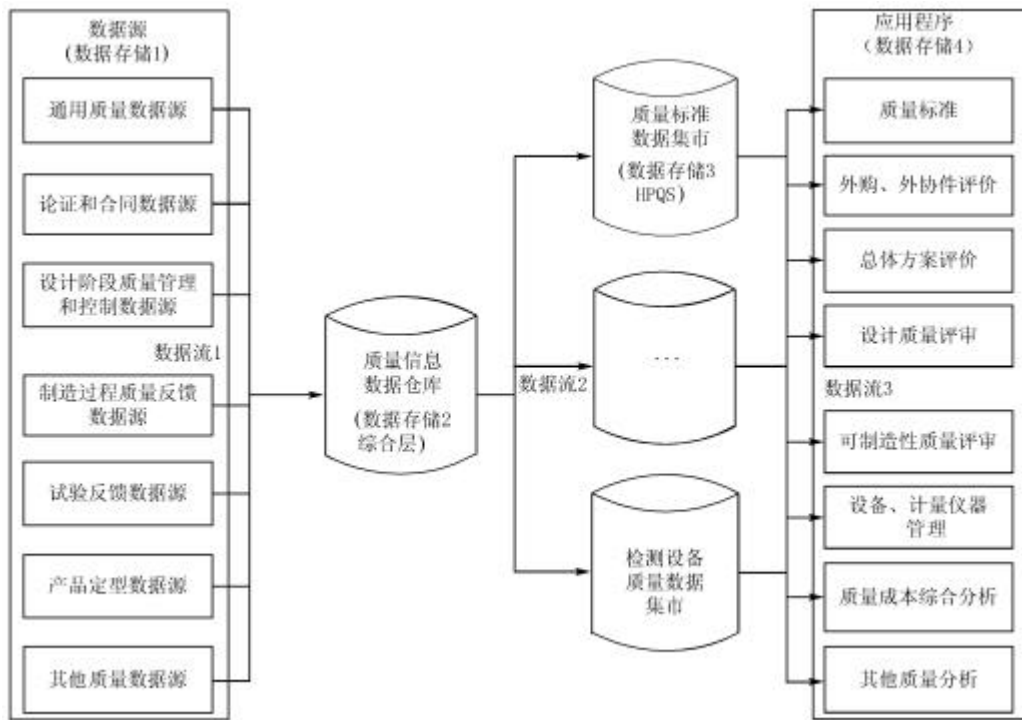 数据源
(数据存储1)
通用质量数据源
论证和合同数据源
设计阶段质量管理
和控制数据源
数据流1
制造过程质量反馈
数据源
试验反馈数据源
产品定型数据源
其他质量数据源
质量信息
数据仓库
(数据存储2
综合层)
数据流2
质量标准
数据集市
(数据存储3
HPQS)
...
检测设备
质量数据
集市
应用程序
(数据存储4)
质量标准
外购、外协件评价
总体方案评价
设计质量评审
数据流3
可制造性质量评审
设备、计量仪器
管理
质量成本综合分析
其他质量分析